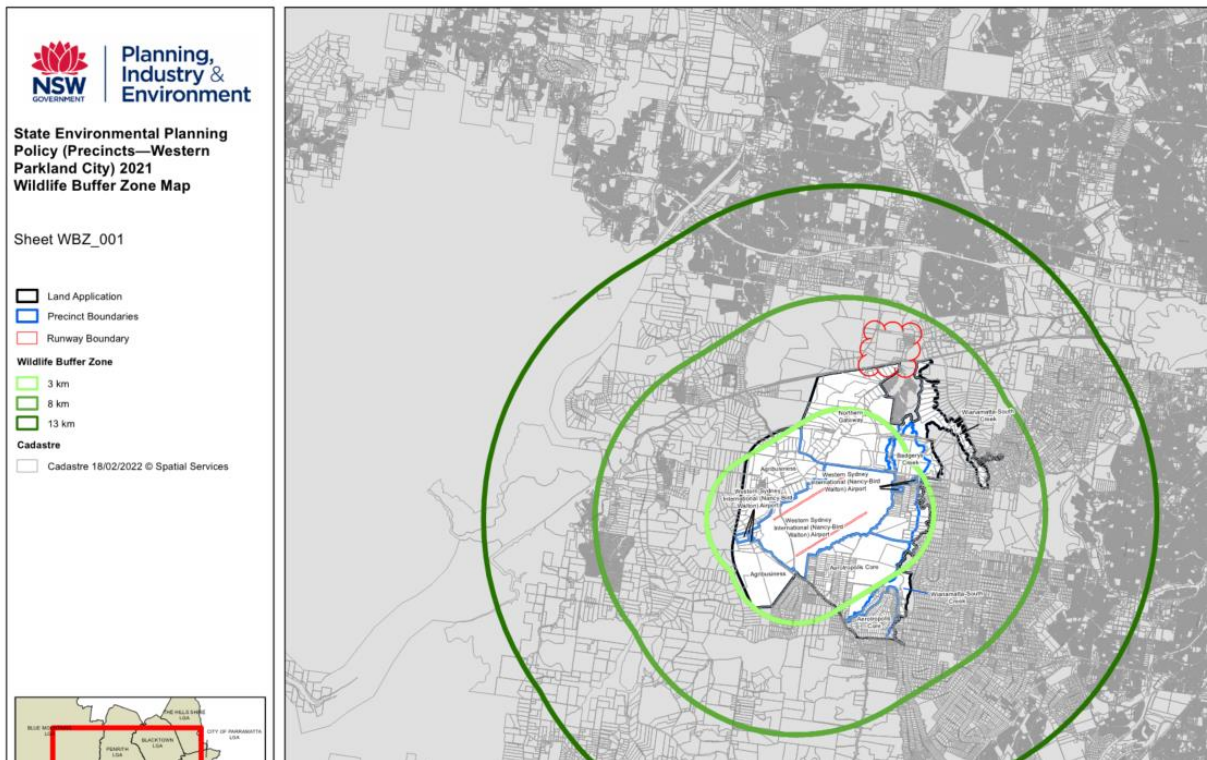 NSW
GOVERNMENT
Planning,
Industry &
Environment
State Environmental Planning
Policy (Precincts—Western
Parkland City) 2021
Wildlife Buffer Zone Map
Sheet WBZ_001
Land Application
Precinct Boundaries
Runway Boundary
Wildlife Buffer Zone
3 km
8 km
13 km
Cadastre
Cadastre 18/02/2022 © Spatial Services
THE HILLS SHIRE
LGA
CITY OF PARRAMATTA
LGA
BLACKTOWN
LGA
PENRITH
LGA
Northern
Gateway
Wianamatta-South
Creek
Badgerys
Creek
Agribusiness
Western Sydney
International (Nancy-Bird
Walton) Airport
Western Sydney
International (Nancy-Bird
Walton) Airport
Western Sydney
International (Nancy-Bird
Walton) Airport
Agribusiness
Aerotropolis Core
Wianamatta-South
Creek
Aerotropolis
Core